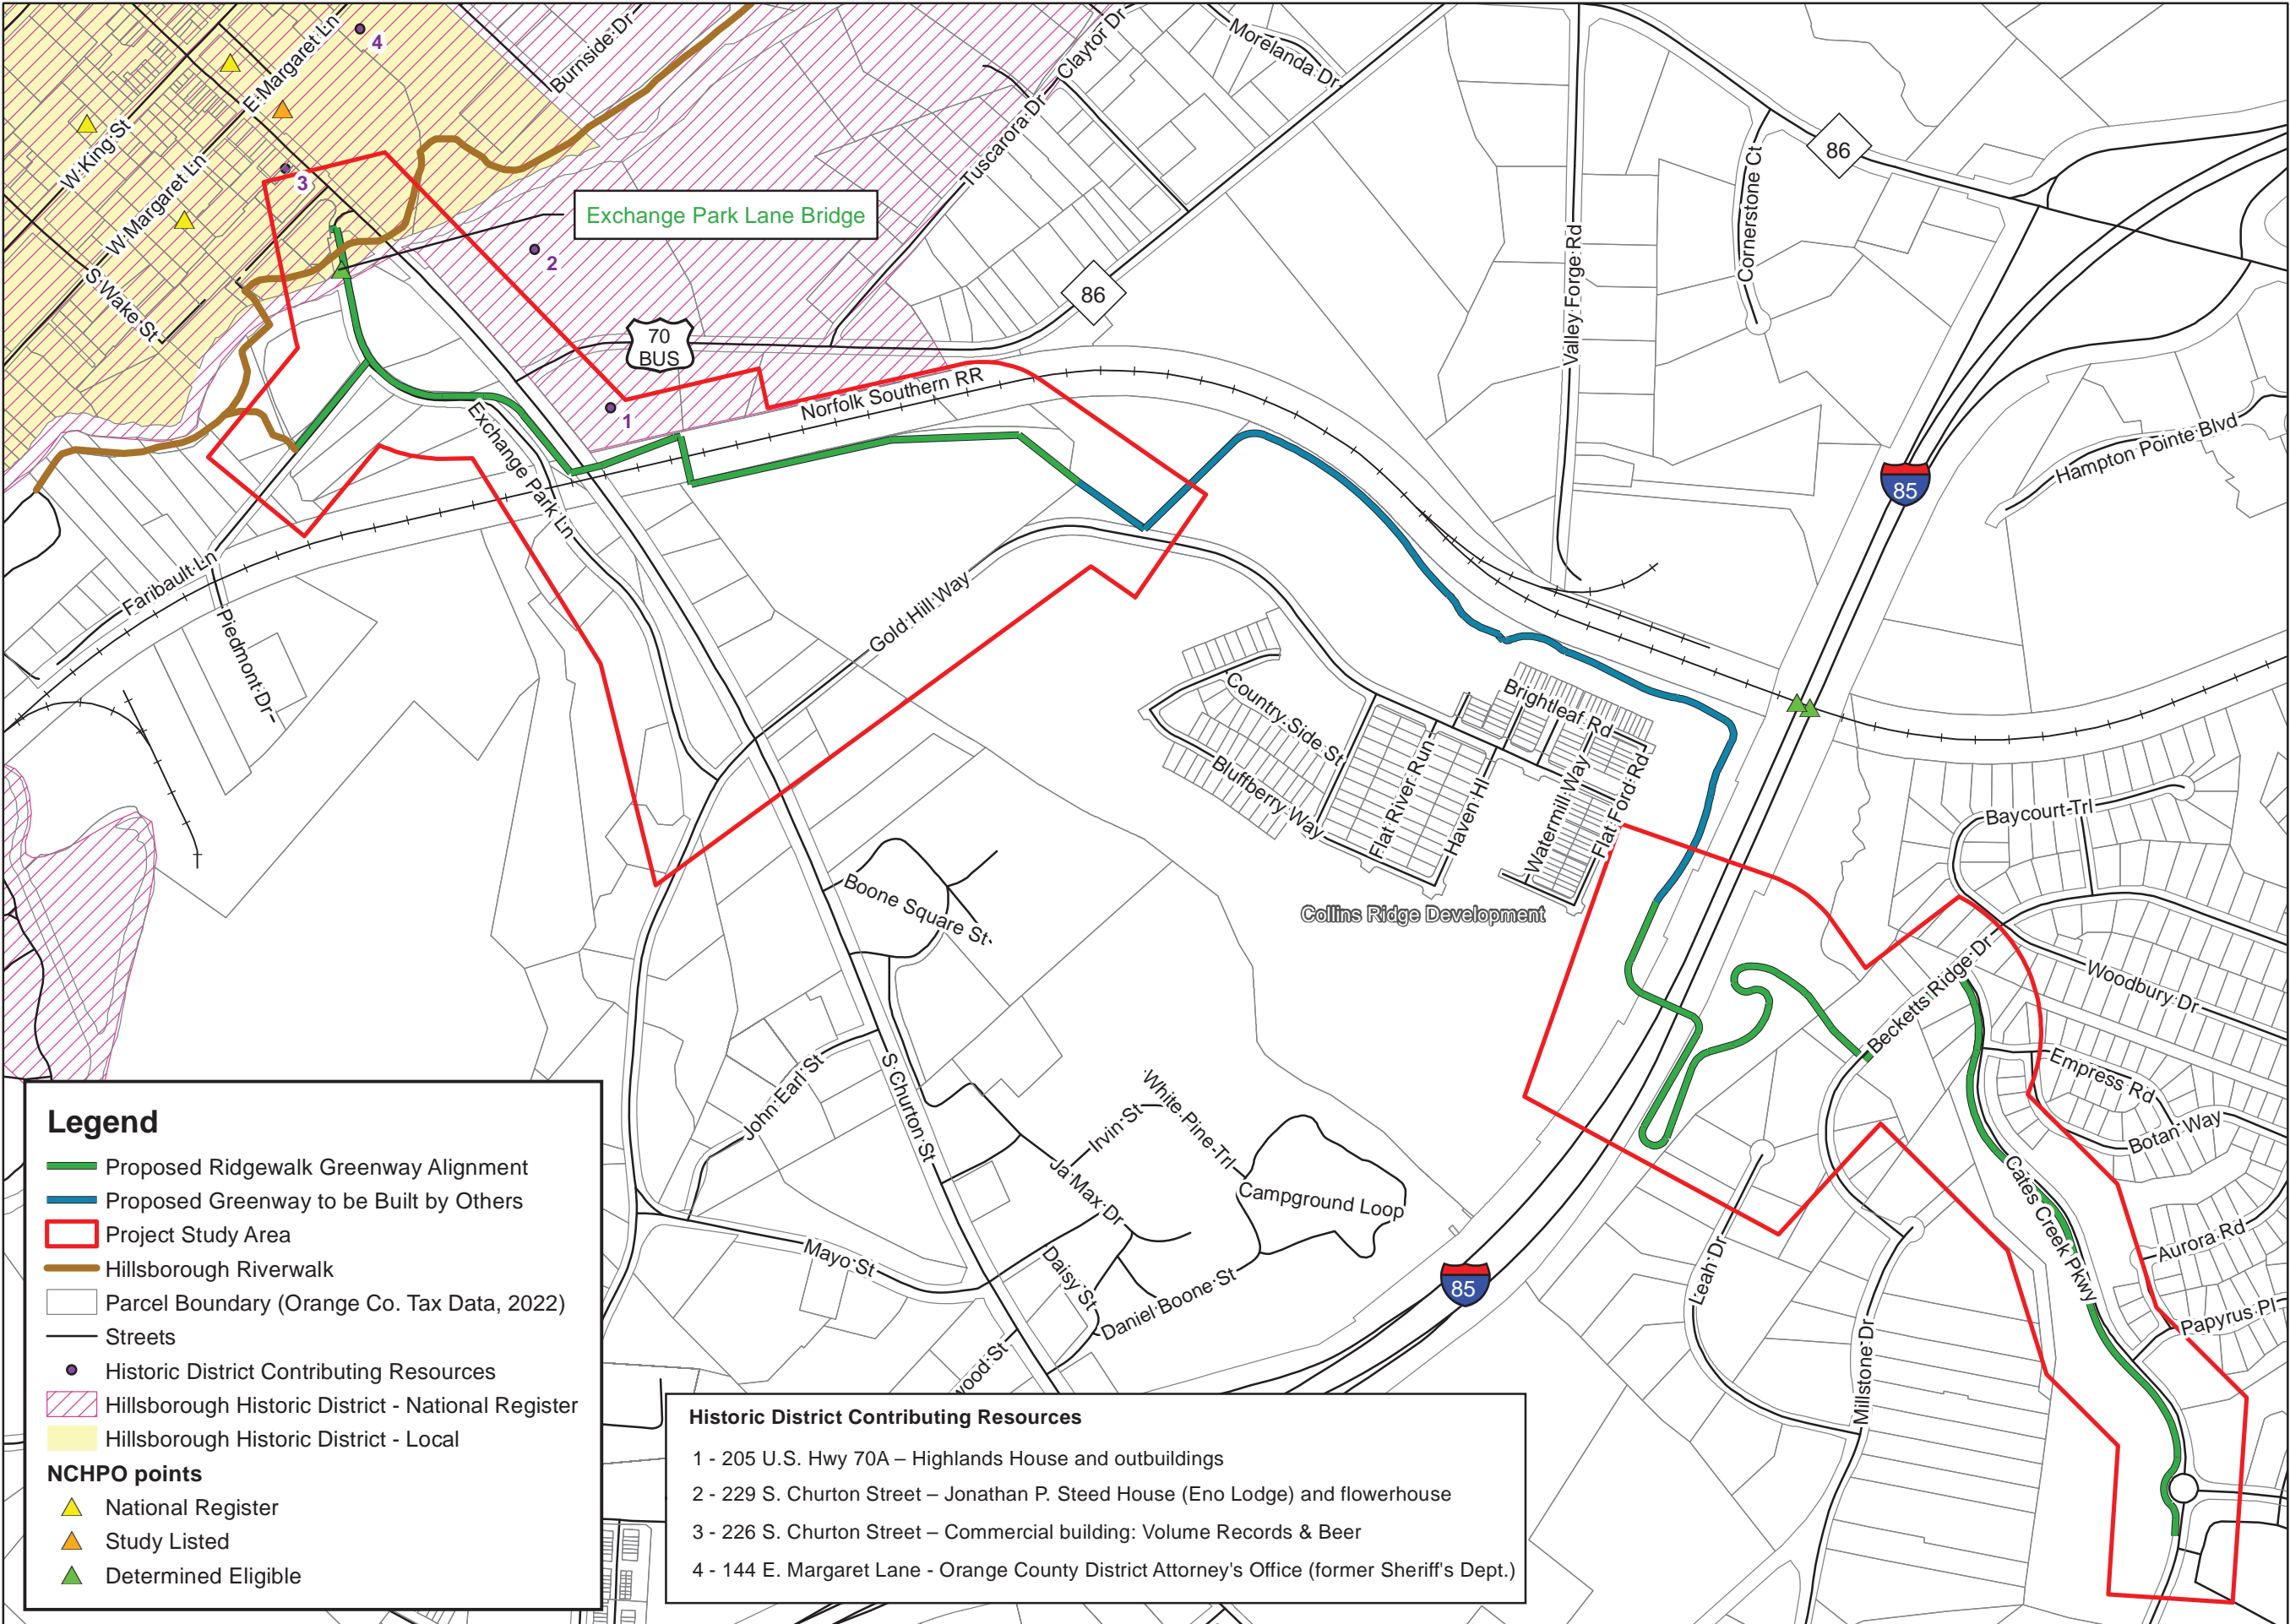 E Margaret Ln
4
Burnside Dr
Claytor Dr
Morelanda Dr
W King St
W Margaret Ln
3
S Wake St
Tuscarora Dr
Exchange Park Lane Bridge
2
86
86
Cornerstone Ct
Valley Forge Rd
70
BUS
1
Norfolk Southern RR
Exchange Park Ln
Hampton Pointe Blvd
85
Faribault Ln
Piedmont Dr
Gold Hill Way
Country Side St
Bluffberry Way
Brightleaf Rd
Flat River Run
Haven Hl
Watermill Way
Flat Ford Rd
Collins Ridge Development
Baycourt Trl
Becketts Ridge Dr
Woodbury Dr
Boone Square St
Empress Rd
Botan Way
Cates Creek Pkwy
Aurora Rd
Papyrus Pl
John Earl St
S Churton St
White Pine Trl
Irvin St
Ja Max Dr
Campground Loop
Mayo St
Daisy St
Daniel Boone St
85
Leah Dr
Millstone Dr
wood St
Legend
Proposed Ridgewalk Greenway Alignment
Proposed Greenway to be Built by Others
Project Study Area
Hillsborough Riverwalk
Parcel Boundary (Orange Co. Tax Data, 2022)
Streets
Historic District Contributing Resources
Hillsborough Historic District - National Register
Hillsborough Historic District - Local
NCHPO points
National Register
Study Listed
Determined Eligible
Historic District Contributing Resources
1 - 205 U.S. Hwy 70A – Highlands House and outbuildings
2 - 229 S. Churton Street – Jonathan P. Steed House (Eno Lodge) and flowerhouse
3 - 226 S. Churton Street – Commercial building: Volume Records & Beer
4 - 144 E. Margaret Lane - Orange County District Attorney's Office (former Sheriff's Dept.)